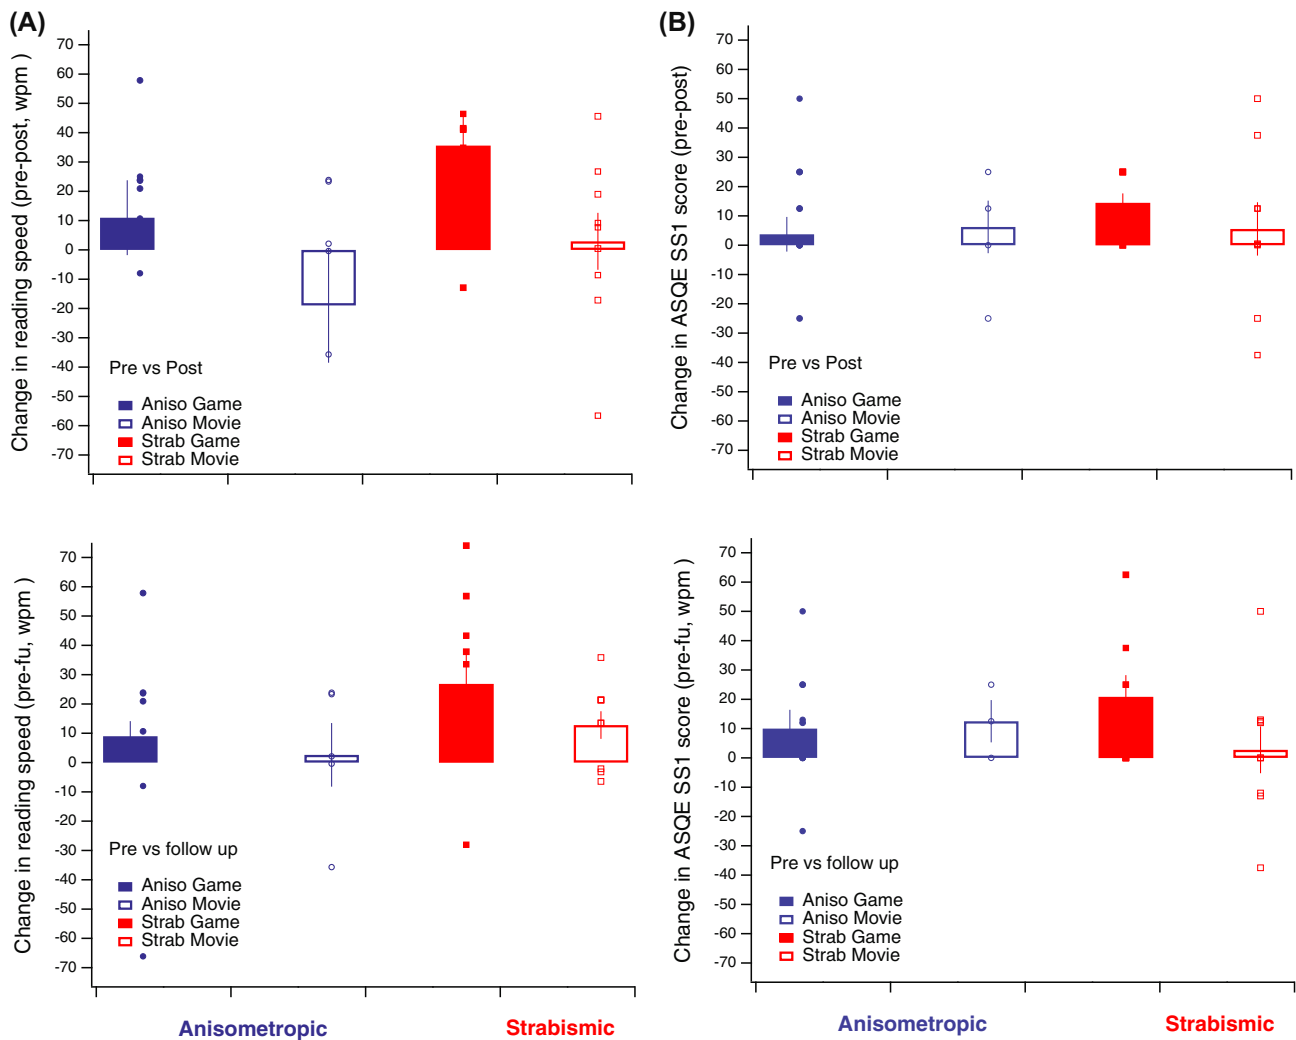 (A)
Change in reading speed (pre-post, wpm )
70
60
50
40
30
20
10
0
-10
-20
-30
-40
-50
-60
-70
Pre vs Post
Aniso Game
Aniso Movie
Strab Game
Strab Movie
(B)
Change in ASQE SS1 score (pre-post)
70
60
50
40
30
20
10
0
-10
-20
-30
-40
-50
-60
-70
Pre vs Post
Aniso Game
Aniso Movie
Strab Game
Strab Movie
Change in reading speed (pre-fu, wpm )
70
60
50
40
30
20
10
0
-10
-20
-30
-40
-50
-60
-70
Pre vs follow up
Aniso Game
Aniso Movie
Strab Game
Strab Movie
Anisometropic
Strabismic
Change in ASQE SS1 score (pre-fu, wpm )
70
60
50
40
30
20
10
0
-10
-20
-30
-40
-50
-60
-70
Pre vs follow up
Aniso Game
Aniso Movie
Strab Game
Strab Movie
Anisometropic
Strabismic